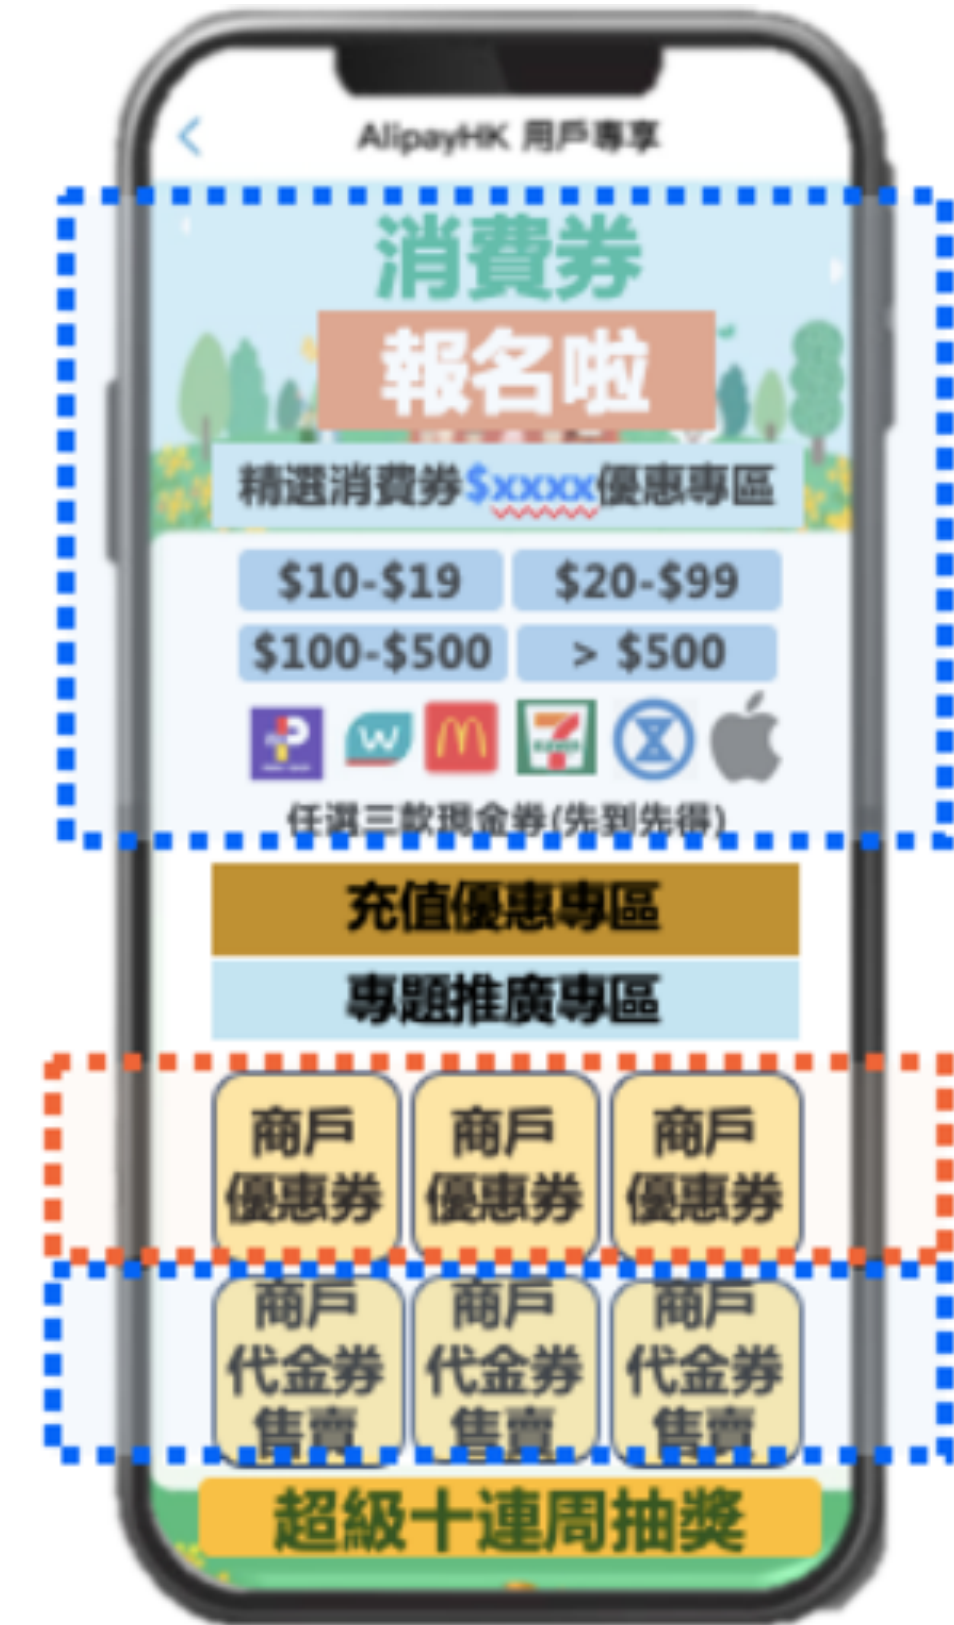 AlipayHK 用戶專享
消費券
報名啦
精選消費券$xxxx優惠專區
$10-$19 $20-$99
$100-$500 > $500
任選三款現金券(先到先得)
充值優惠專區
專題推廣專區
商戶 商戶 商戶
優惠券 優惠券 優惠券
商戶 商戶 商戶
代金券 代金券 代金券
售賣 售賣 售賣
超級十連周抽獎